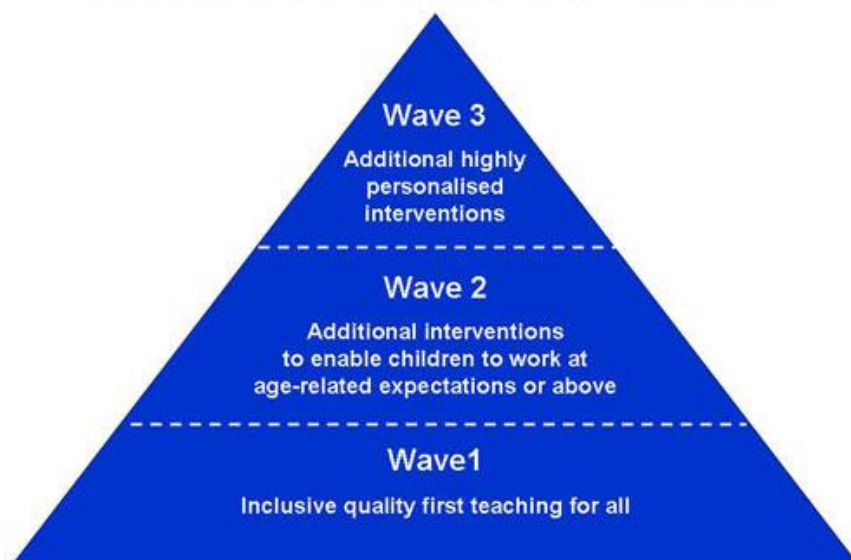 Wave 3
Additional highly
personalised
interventions
Wave 2
Additional interventions
to enable children to work at
age-related expectations or above
Wave1
Inclusive quality first teaching for all